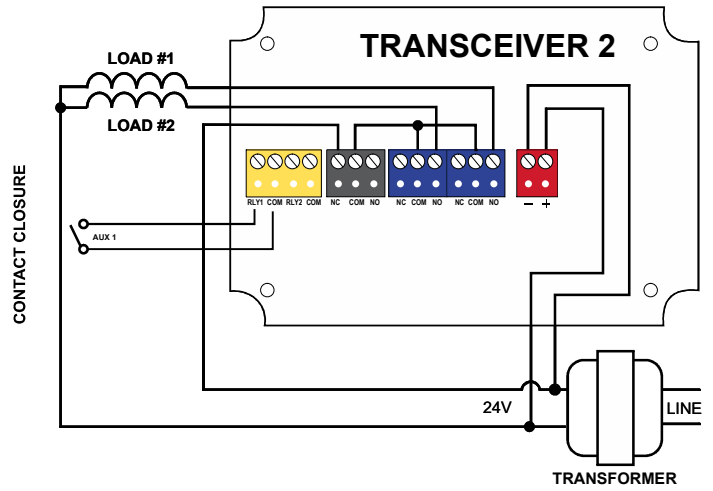 TRANSCEIVER 2
LOAD #1
LOAD #2
CONTACT CLOSURE
RLY1 COM RLY2 COM
NC COM NO
NC COM NO
NC COM NO
− +
AUX 1
24V
LINE
TRANSFORMER